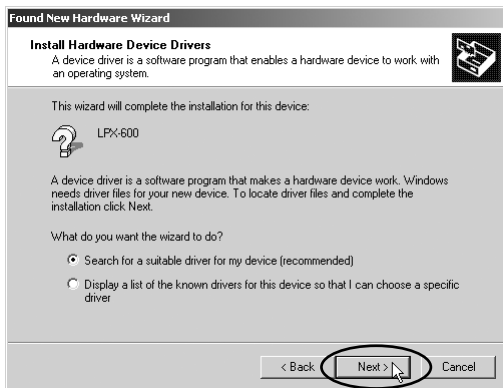 Found New Hardware Wizard
Install Hardware Device Drivers
A device driver is a software program that enables a hardware device to work with
an operating system.
This wizard will complete the installation for this device:
LPX-600
A device driver is a software program that makes a hardware device work. Windows
needs driver files for your new device. To locate driver files and complete the
installation click Next.
What do you want the wizard to do?
Search for a suitable driver for my device (recommended)
Display a list of the known drivers for this device so that I can choose a specific
driver
< Back Next > Cancel